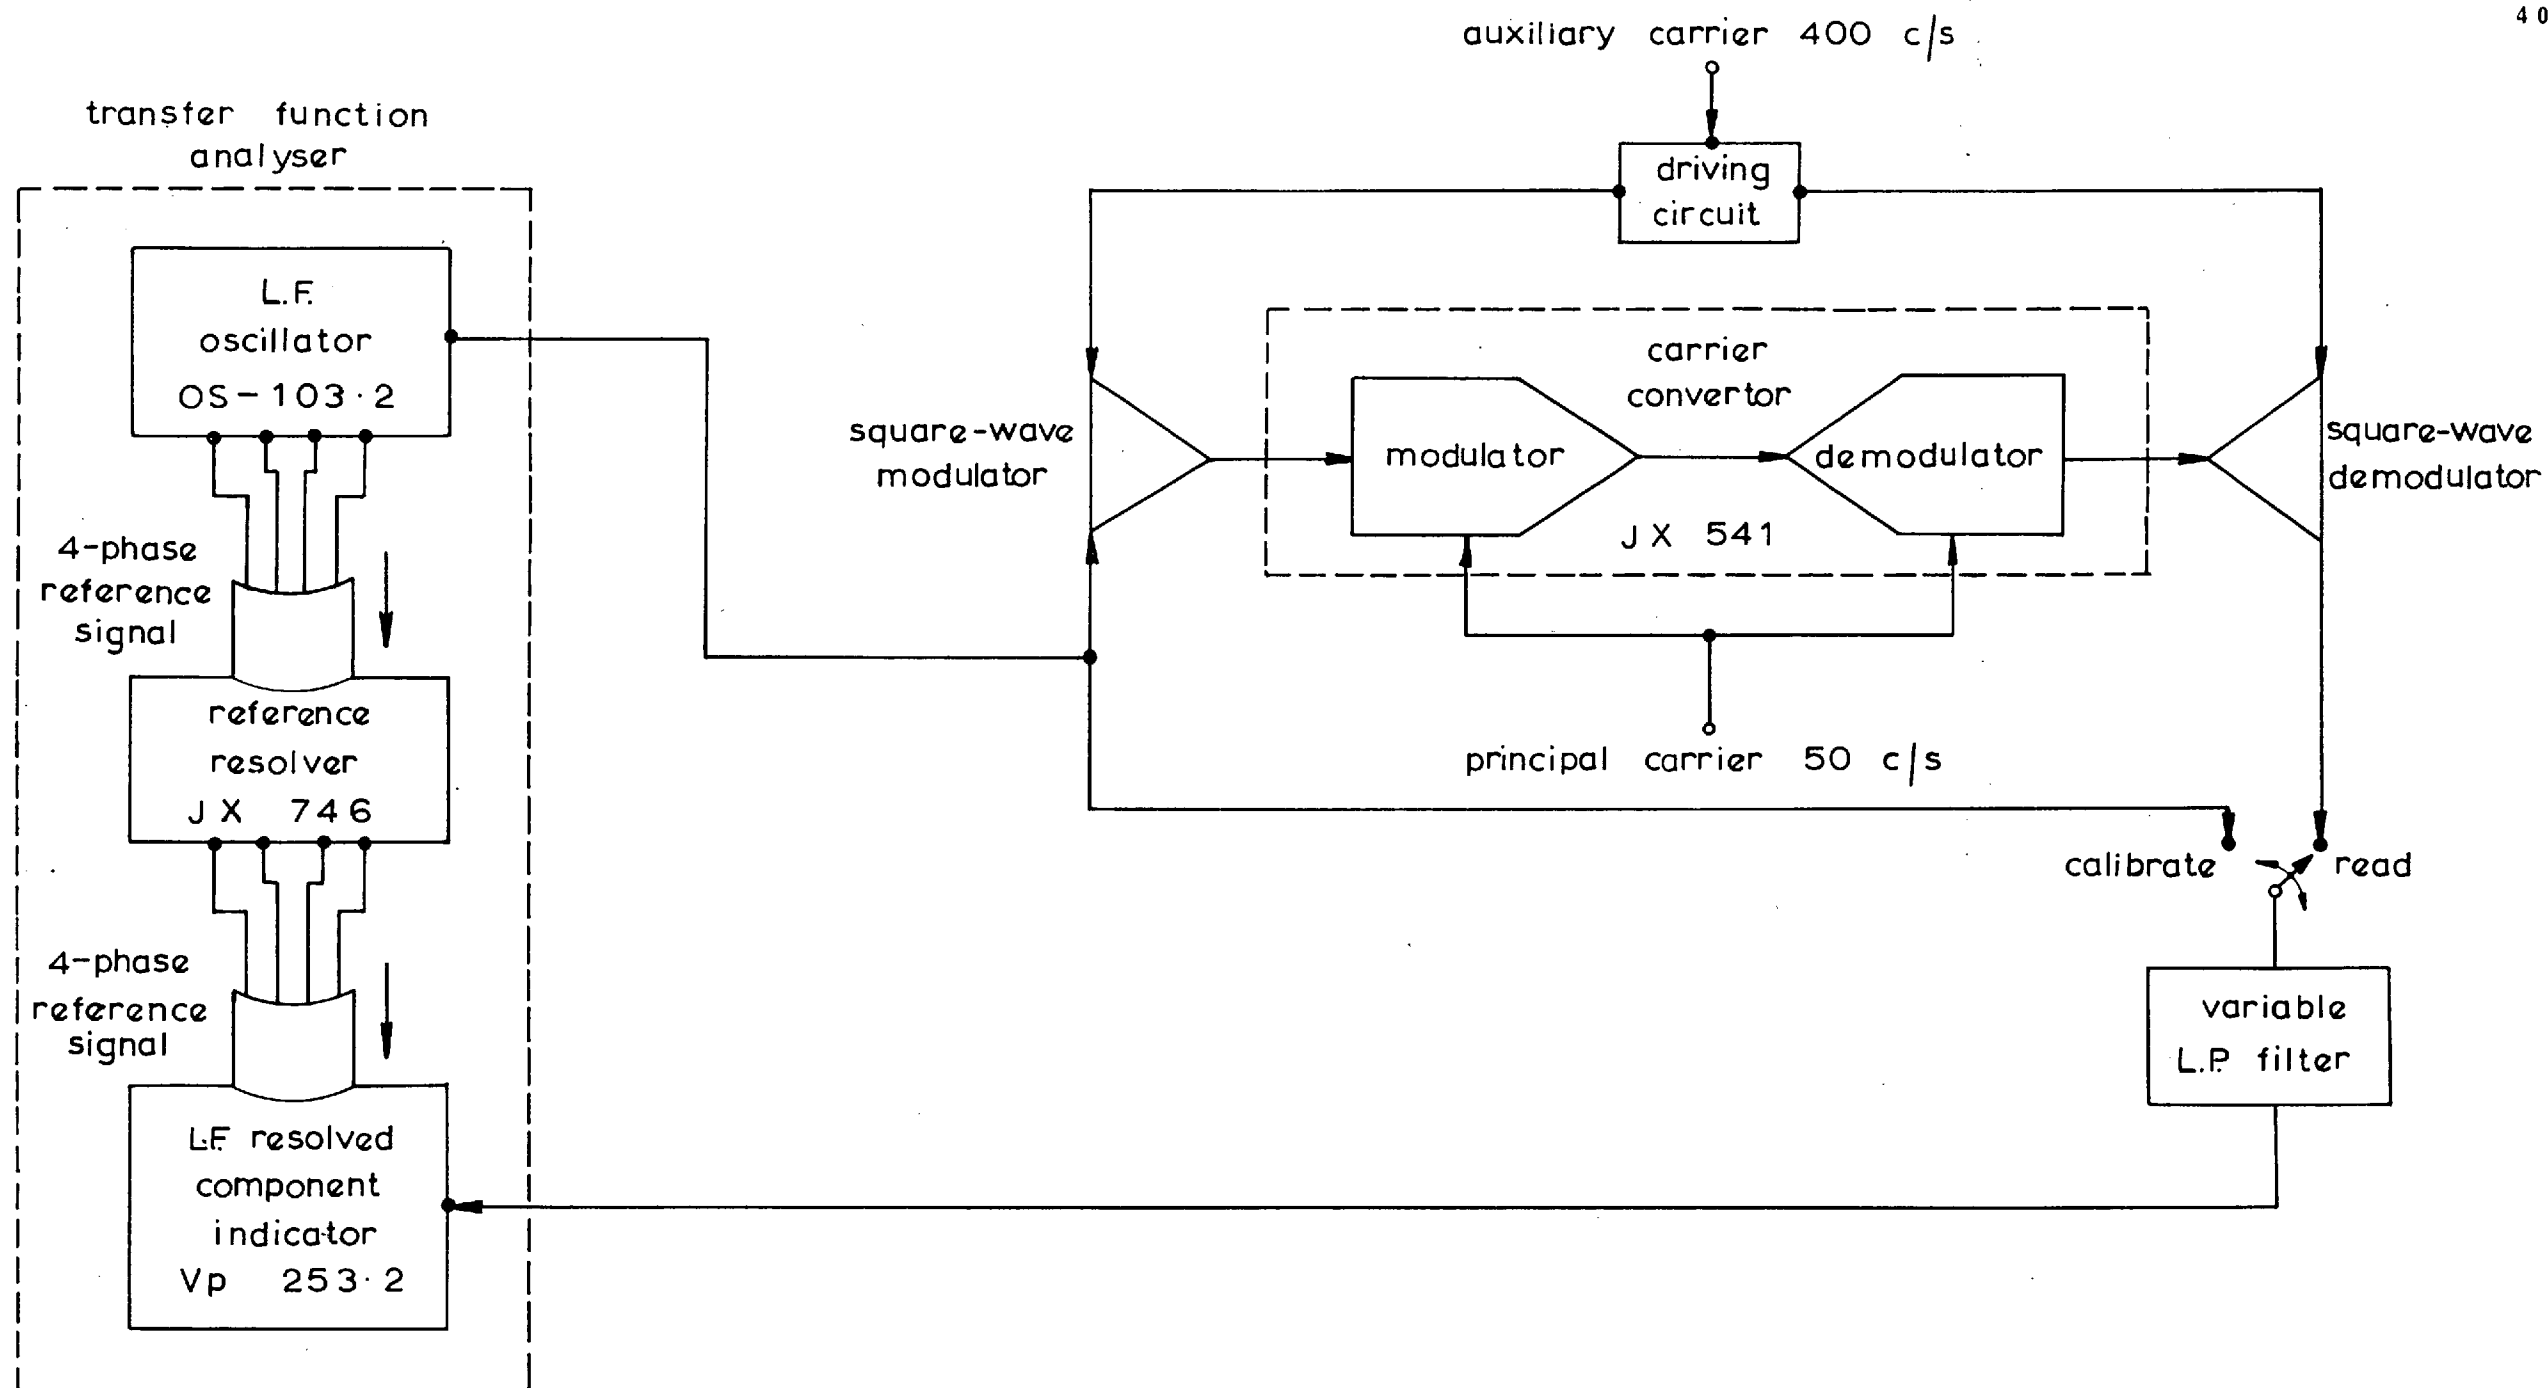 40
auxiliary carrier 400 c/s
transfer function
analyser
driving
circuit
L.F.
oscillator
OS-103·2
carrier
convertor
square-wave
modulator
modulator
demodulator
square-wave
demodulator
JX 541
4-phase
reference
signal
reference
resolver
JX 746
principal carrier 50 c/s
calibrate
read
4-phase
reference
signal
variable
L.P. filter
L.F. resolved
component
indicator
Vp 253·2